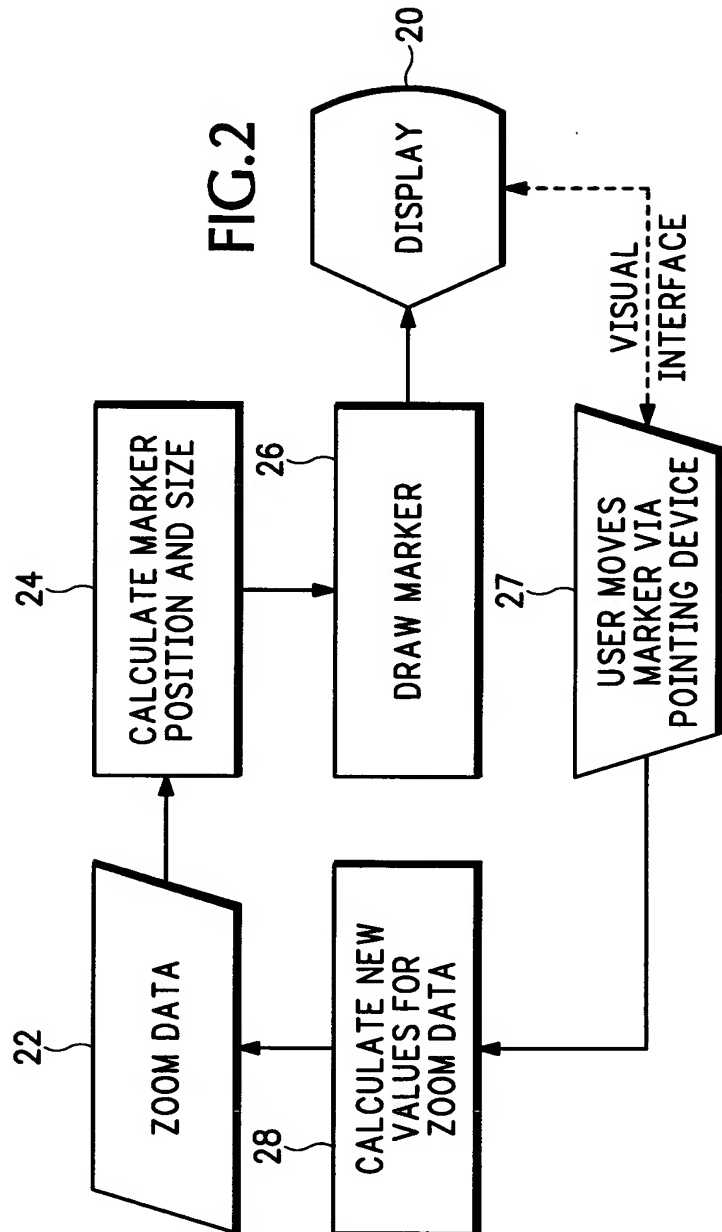 FIG.2
22
ZOOM DATA
24
CALCULATE MARKER
POSITION AND SIZE
26
DRAW MARKER
20
DISPLAY
VISUAL
INTERFACE
27
USER MOVES
MARKER VIA
POINTING DEVICE
28
CALCULATE NEW
VALUES FOR
ZOOM DATA